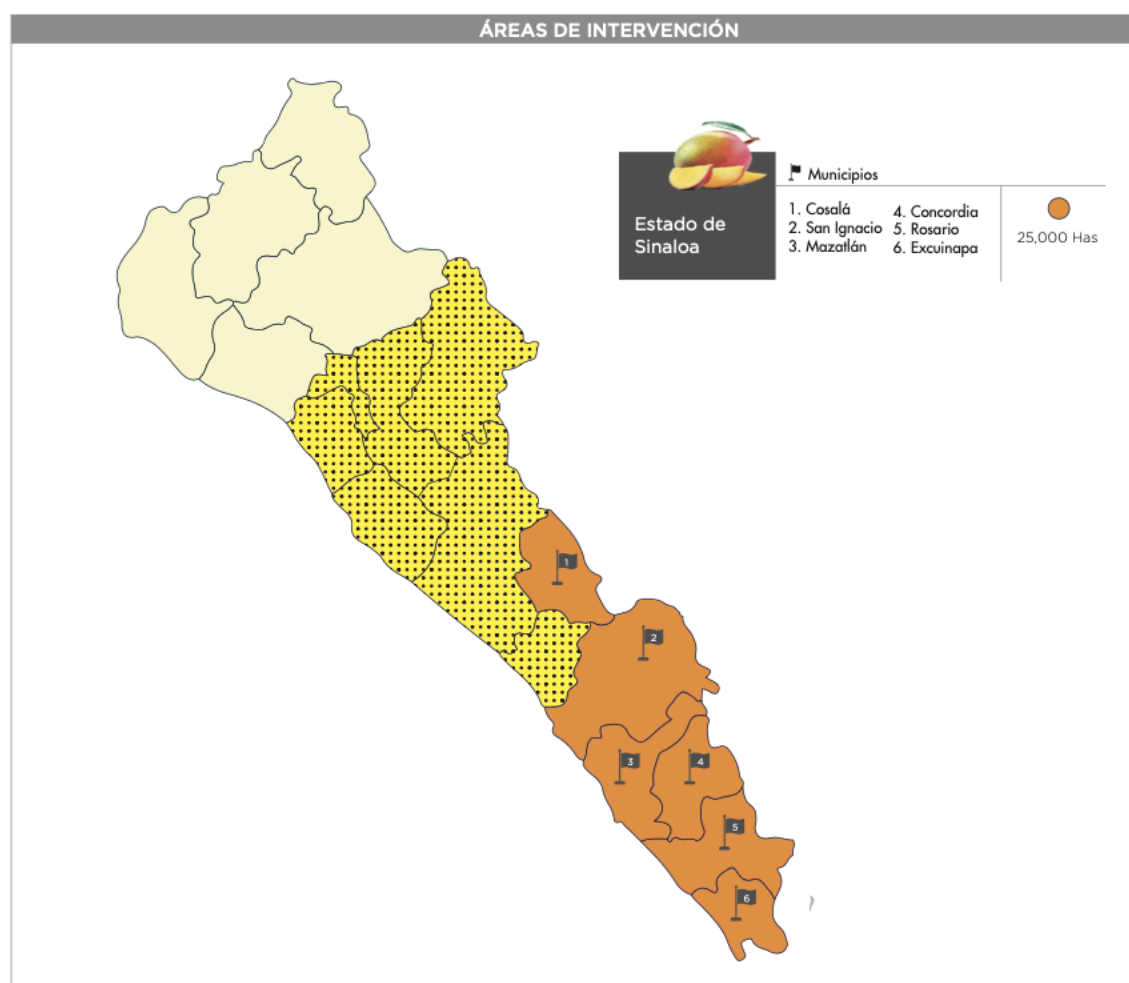 ÁREAS DE INTERVENCIÓN
Estado de
Sinaloa
Municipios
1. Cosalá
2. San Ignacio
3. Mazatlán
4. Concordia
5. Rosario
6. Excuinapa
25,000 Has
1
2
3
4
5
6